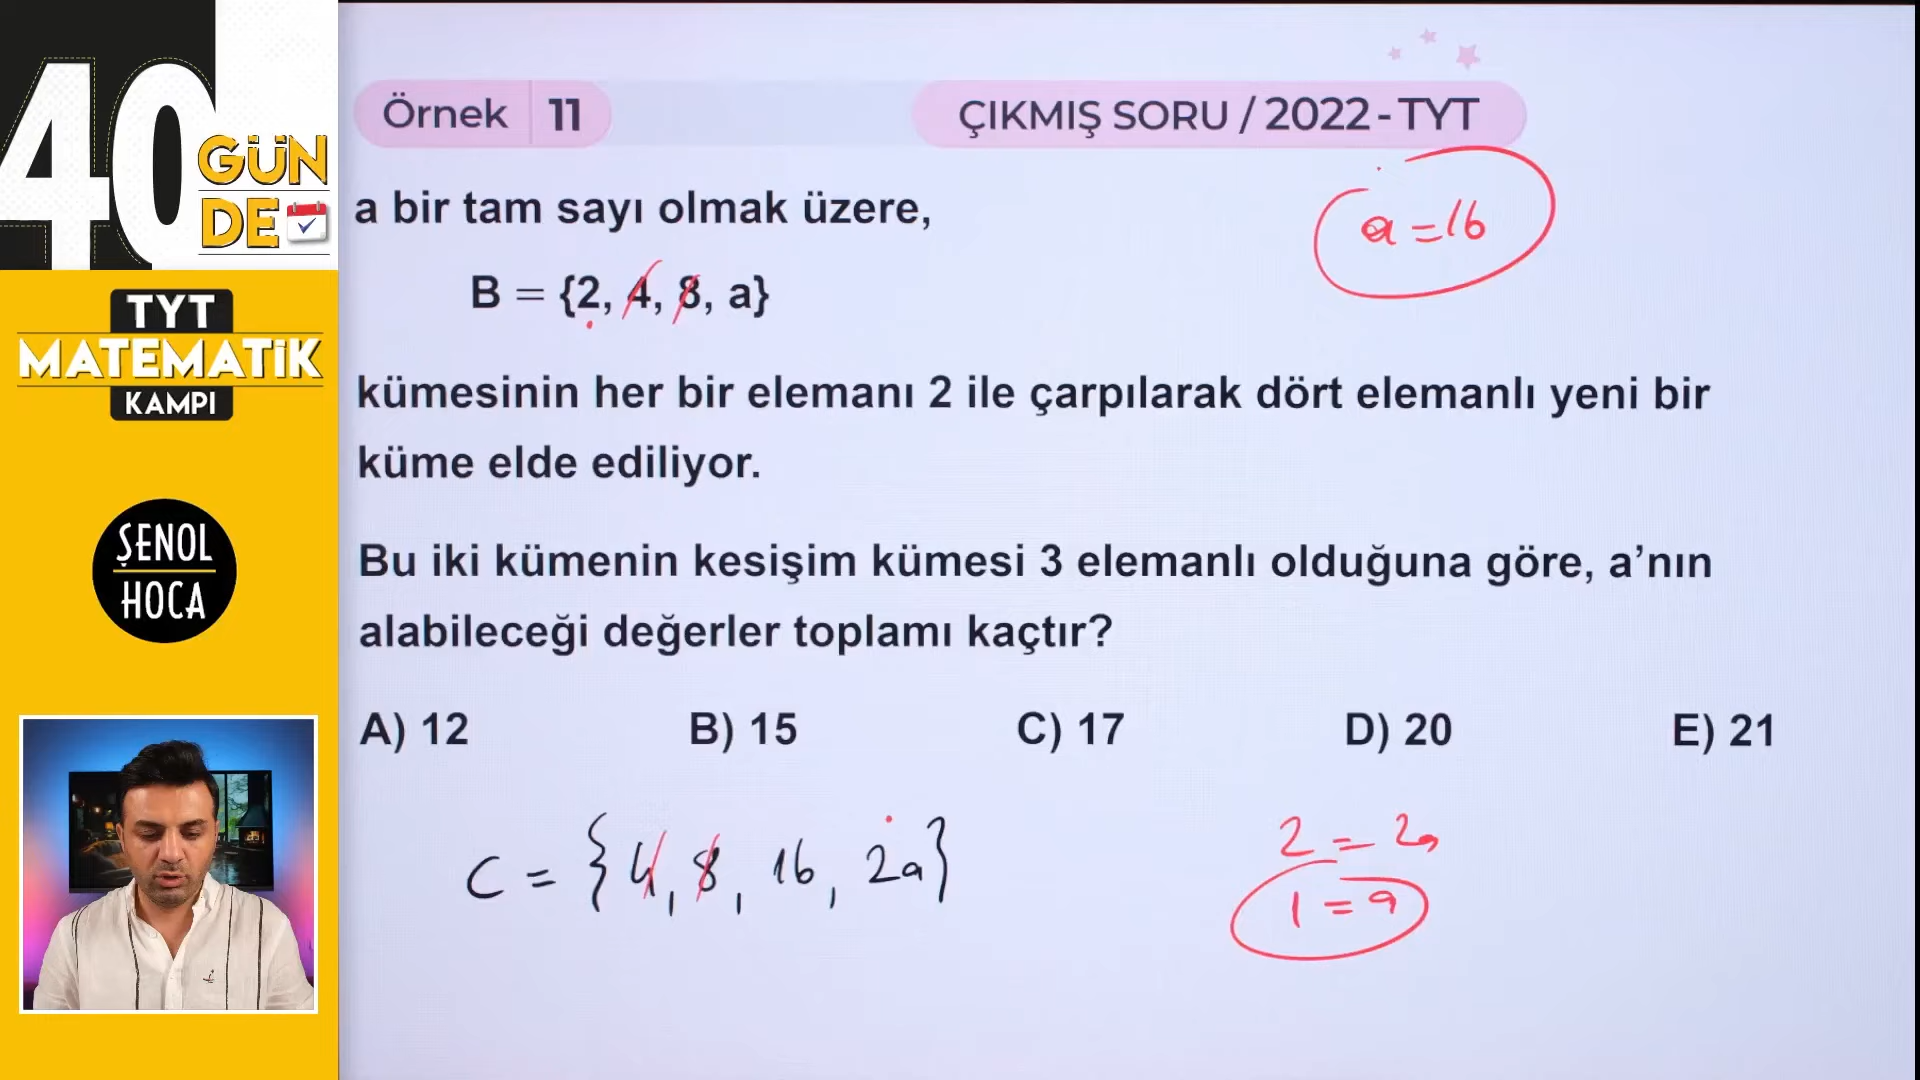 40
GÜN
DE
TYT
MATEMATİK
KAMPI
ŞENOL
HOCA
Örnek 11
ÇIKMIŞ SORU / 2022 - TYT
a bir tam sayı olmak üzere,
a = 16
B = {2, 4, 8, a}
kümesinin her bir elemanı 2 ile çarpılarak dört elemanlı yeni bir
küme elde ediliyor.
Bu iki kümenin kesişim kümesi 3 elemanlı olduğuna göre, a’nın
alabileceği değerler toplamı kaçtır?
A) 12 B) 15 C) 17 D) 20 E) 21
C = {4, 8, 16, 2a}
2 = 2a
1 = a